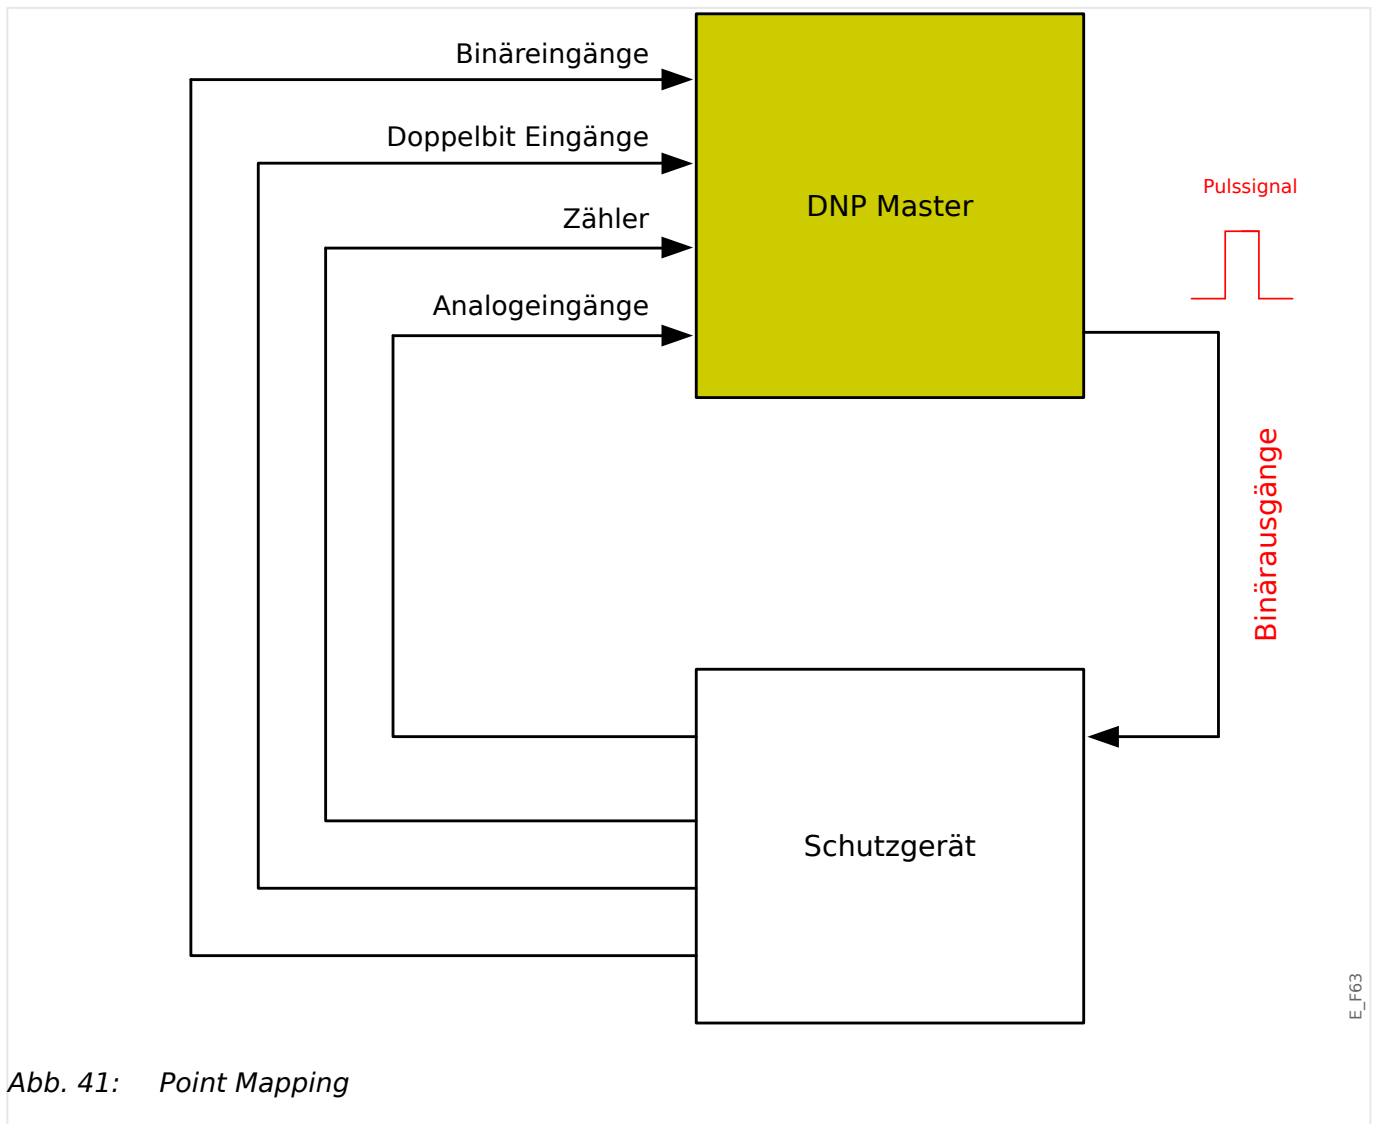 Binäreingänge
Doppelbit Eingänge
Zähler
Analogeingänge
DNP Master
Pulssignal
Binärausgänge
Schutzgerät
E_F63
Abb. 41: Point Mapping